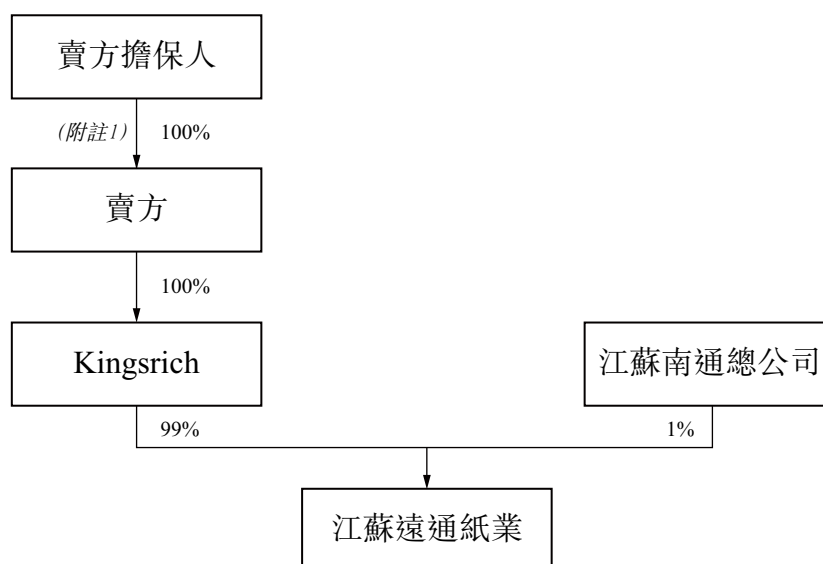 賣方擔保人
(附註1) 100%
賣方
100%
Kingsrich 江蘇南通總公司
99% 1%
江蘇遠通紙業